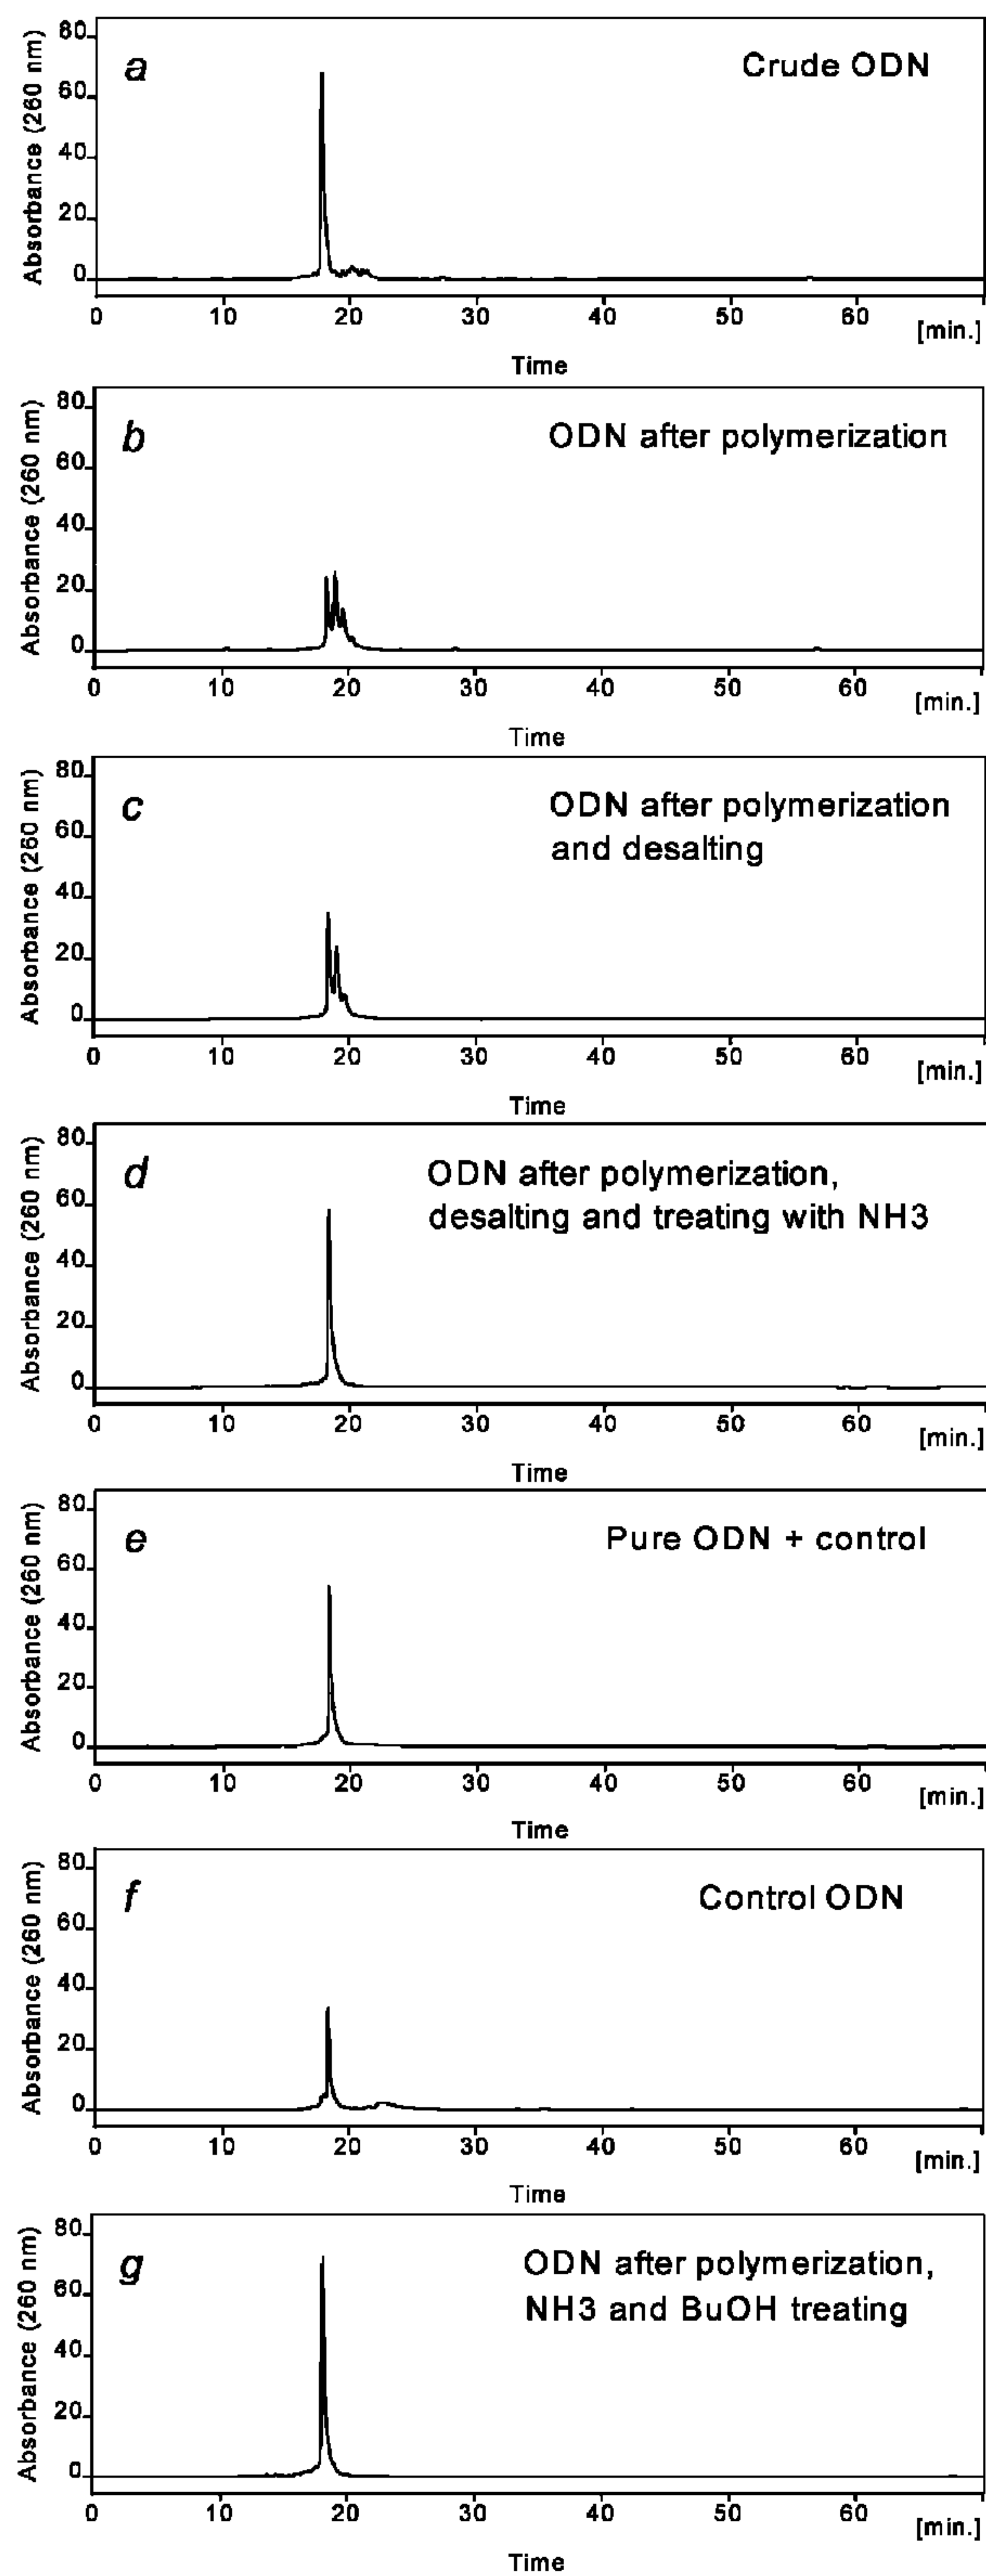 a
Crude ODN
Absorbance (260 nm)
80
60
40
20
0
0 10 20 30 40 50 60
[min.]
Time
b
ODN after polymerization
Absorbance (260 nm)
80
60
40
20
0
0 10 20 30 40 50 60
[min.]
Time
c
ODN after polymerization
and desalting
Absorbance (260 nm)
80
60
40
20
0
0 10 20 30 40 50 60
[min.]
Time
d
ODN after polymerization,
desalting and treating with NH3
Absorbance (260 nm)
80
60
40
20
0
0 10 20 30 40 50 60
[min.]
Time
e
Pure ODN + control
Absorbance (260 nm)
80
60
40
20
0
0 10 20 30 40 50 60
[min.]
Time
f
Control ODN
Absorbance (260 nm)
80
60
40
20
0
0 10 20 30 40 50 60
[min.]
Time
g
ODN after polymerization,
NH3 and BuOH treating
Absorbance (260 nm)
80
60
40
20
0
0 10 20 30 40 50 60
[min.]
Time